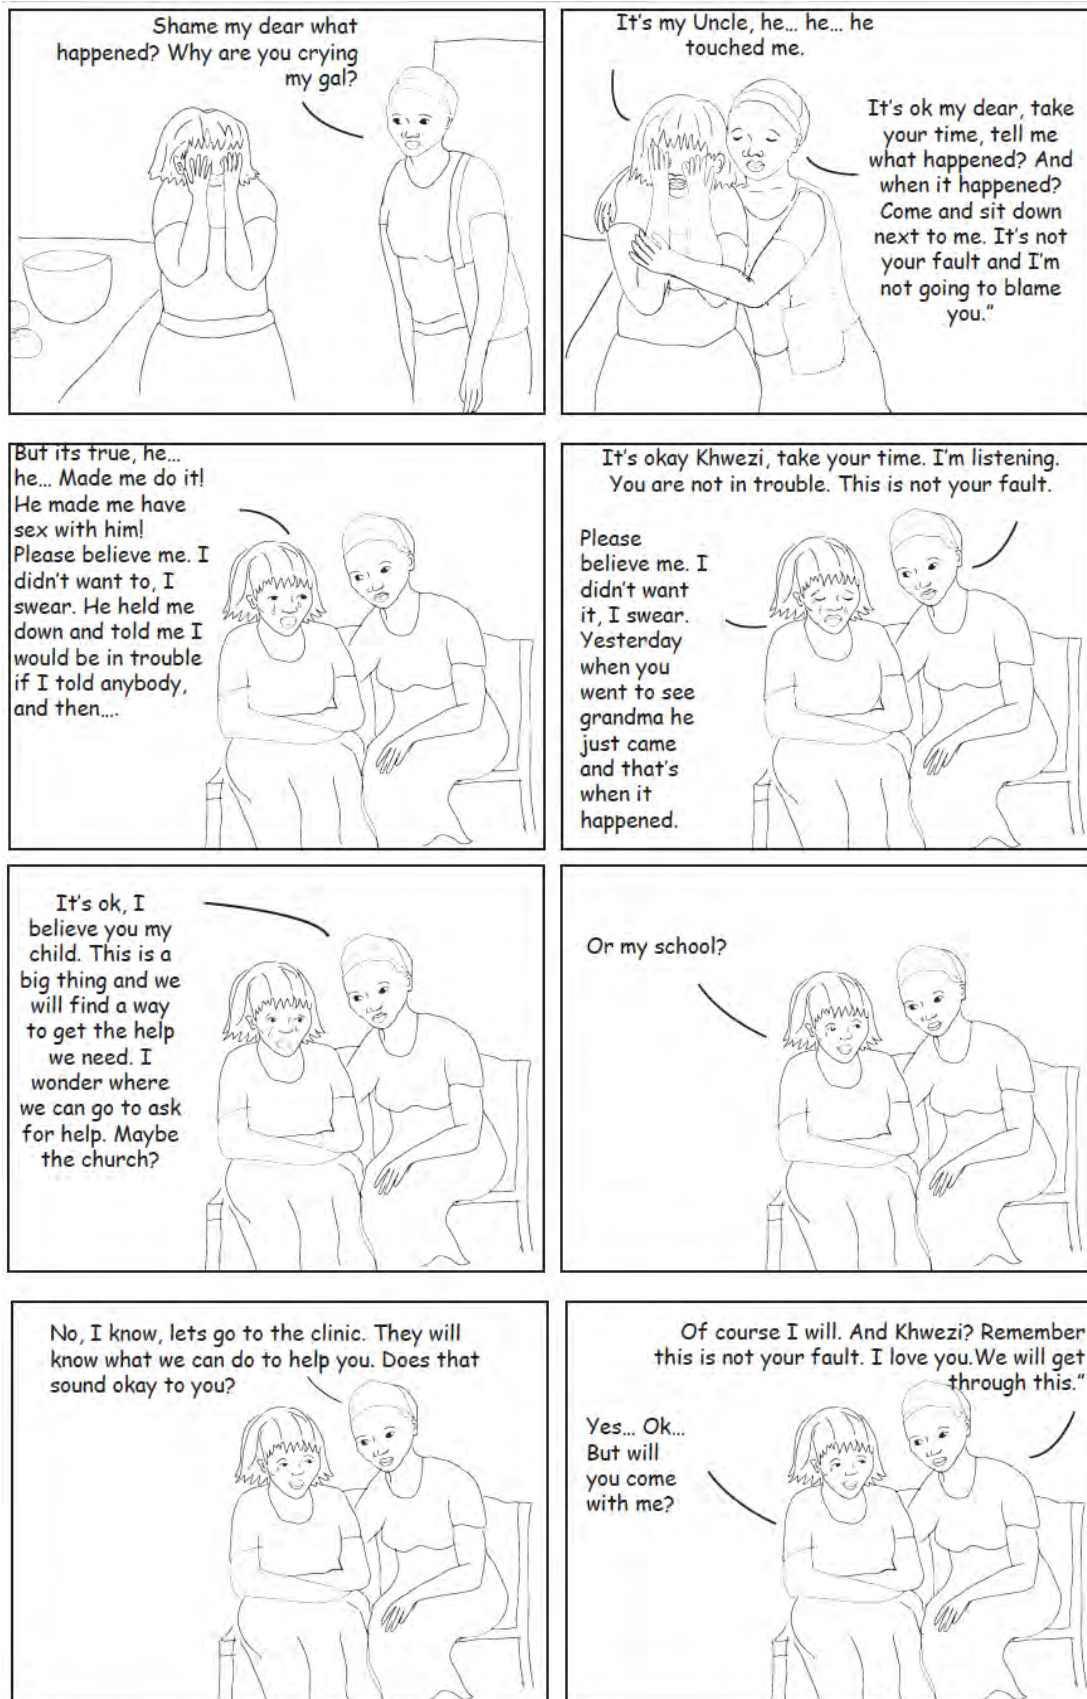 Shame my dear what
happened? Why are you crying
my gal?
It's my Uncle, he... he... he
touched me.
It's ok my dear, take
your time, tell me
what happened? And
when it happened?
Come and sit down
next to me. It's not
your fault and I'm
not going to blame
you."
But its true, he...
he... Made me do it!
He made me have
sex with him!
Please believe me. I
didn't want to, I
swear. He held me
down and told me I
would be in trouble
if I told anybody,
and then....
It's okay Khwezi, take your time. I'm listening.
You are not in trouble. This is not your fault.
Please
believe me. I
didn't want
it, I swear.
Yesterday
when you
went to see
grandma he
just came
and that's
when it
happened.
It's ok, I
believe you my
child. This is a
big thing and we
will find a way
to get the help
we need. I
wonder where
we can go to ask
for help. Maybe
the church?
Or my school?
No, I know, lets go to the clinic. They will
know what we can do to help you. Does that
sound okay to you?
Yes... Ok...
But will
you come
with me?
Of course I will. And Khwezi? Remember
this is not your fault. I love you.We will get
through this."